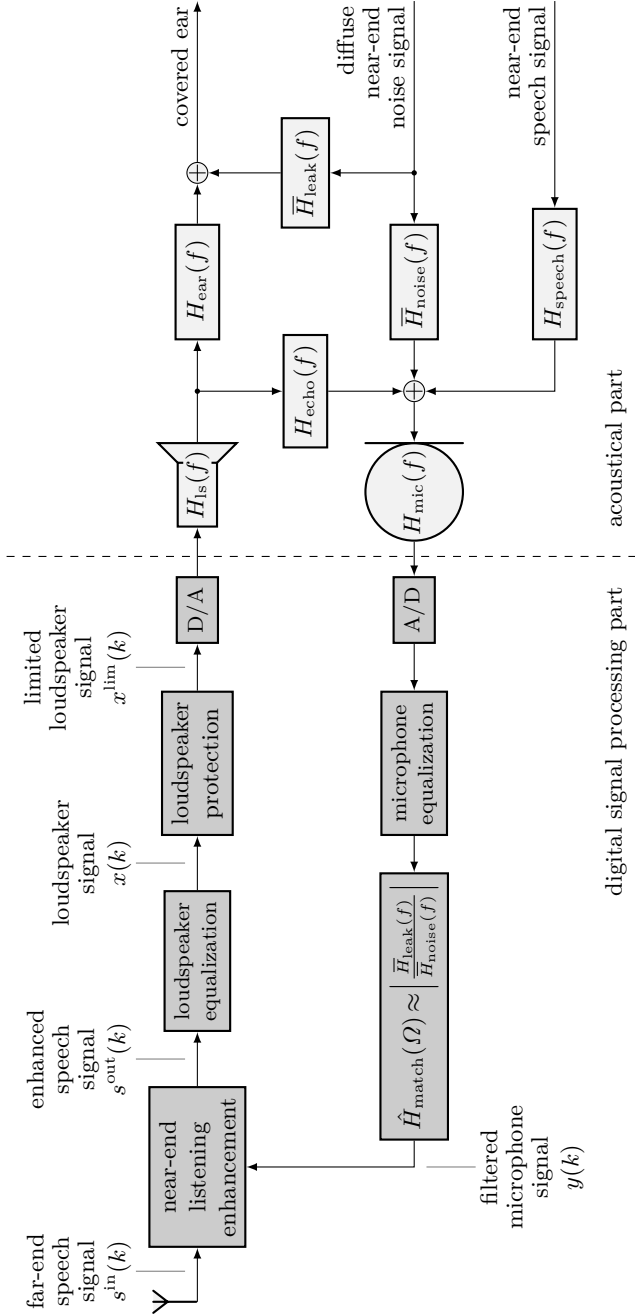 far-end
speech
signal
s^in(k)
near-end
listening
enhancement
enhanced
speech
signal
s^out(k)
loudspeaker
equalization
loudspeaker
signal
x(k)
loudspeaker
protection
limited
loudspeaker
signal
x^lim(k)
D/A
H_ls(f)
H_ear(f)
covered ear
H_echo(f)
H̿_leak(f)
diffuse
near-end
noise signal
filtered
microphone
signal
y(k)
Ĥ_match(Ω) ≈ | H̿_leak(f) / H̿_noise(f) |
microphone
equalization
A/D
H_mic(f)
H̿_noise(f)
near-end
speech signal
H_speech(f)
digital signal processing part
acoustical part